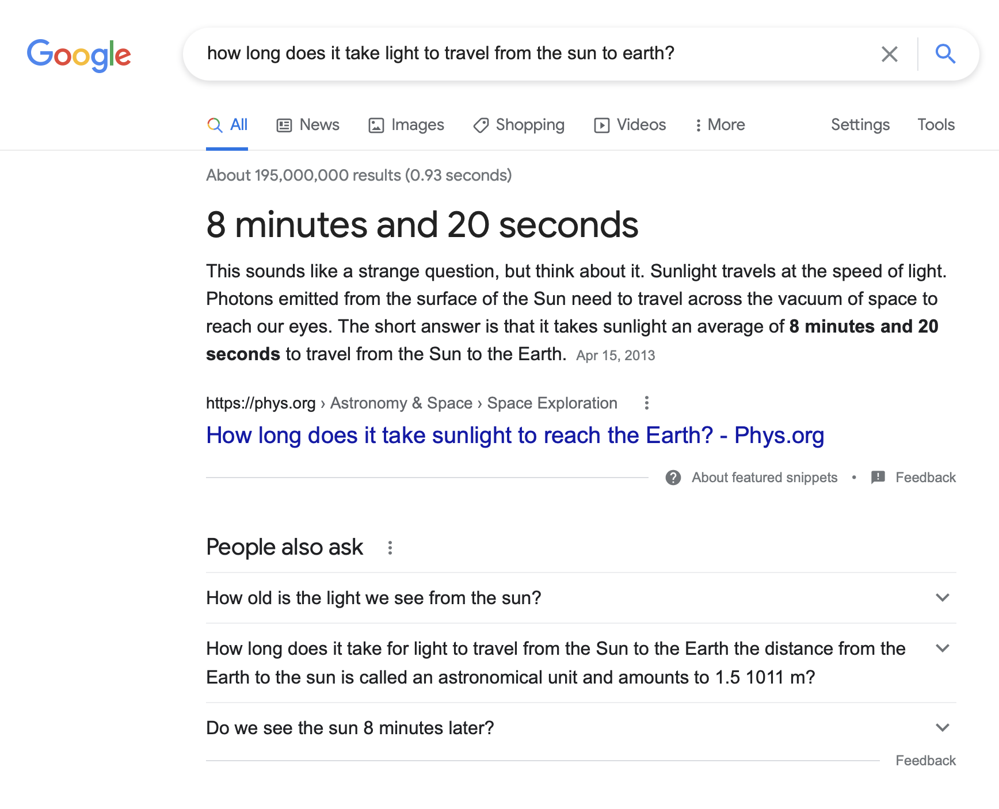 Google
how long does it take light to travel from the sun to earth?
All News Images Shopping Videos More Settings Tools
About 195,000,000 results (0.93 seconds)
8 minutes and 20 seconds
This sounds like a strange question, but think about it. Sunlight travels at the speed of light.
Photons emitted from the surface of the Sun need to travel across the vacuum of space to
reach our eyes. The short answer is that it takes sunlight an average of 8 minutes and 20
seconds to travel from the Sun to the Earth. Apr 15, 2013
https://phys.org › Astronomy & Space › Space Exploration
How long does it take sunlight to reach the Earth? - Phys.org
About featured snippets • Feedback
People also ask
How old is the light we see from the sun?
How long does it take for light to travel from the Sun to the Earth the distance from the
Earth to the sun is called an astronomical unit and amounts to 1.5 1011 m?
Do we see the sun 8 minutes later?
Feedback